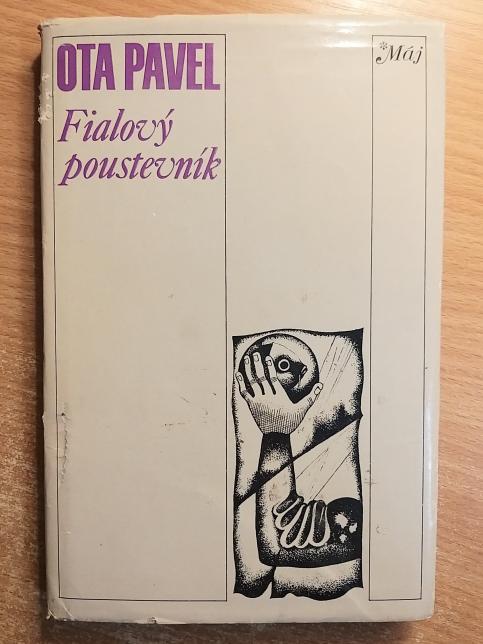 OTA PAVEL
Fialový
poustevník
*Máj